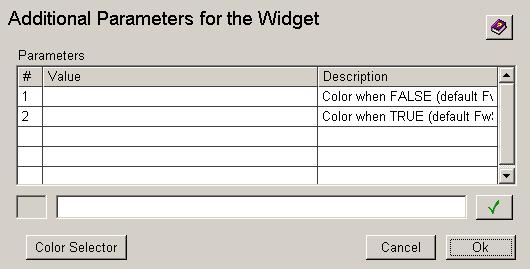 Additional Parameters for the Widget
Parameters
# Value Description
1 Color when FALSE (default
2 Color when TRUE (default
Color Selector Cancel Ok